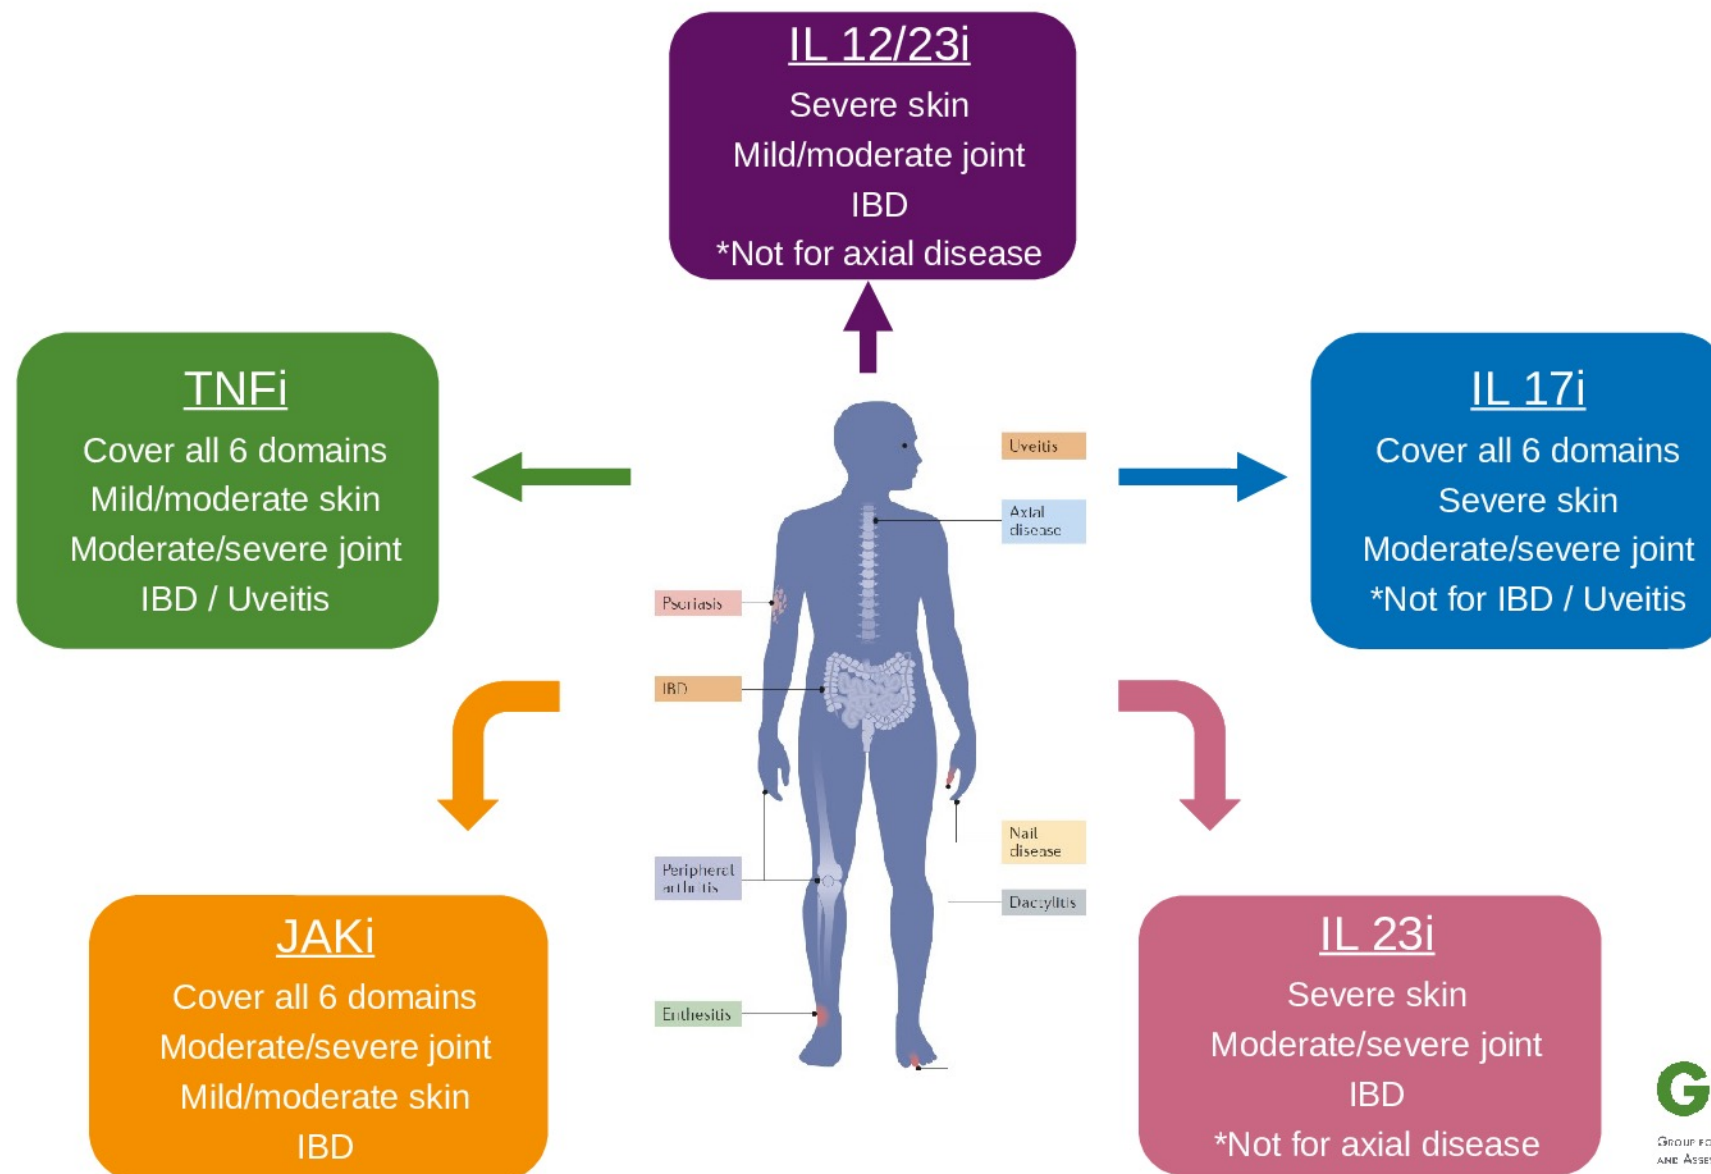 IL 12/23i
Severe skin
Mild/moderate joint
IBD
*Not for axial disease
TNFi
Cover all 6 domains
Mild/moderate skin
Moderate/severe joint
IBD / Uveitis
IL 17i
Cover all 6 domains
Severe skin
Moderate/severe joint
*Not for IBD / Uveitis
Uveitis
Axial
disease
Psoriasis
IBD
Peripheral
arthritis
Nail
disease
Dactylitis
Enthesitis
JAKi
Cover all 6 domains
Moderate/severe joint
Mild/moderate skin
IBD
IL 23i
Severe skin
Moderate/severe joint
IBD
*Not for axial disease
G
GROUP
AND